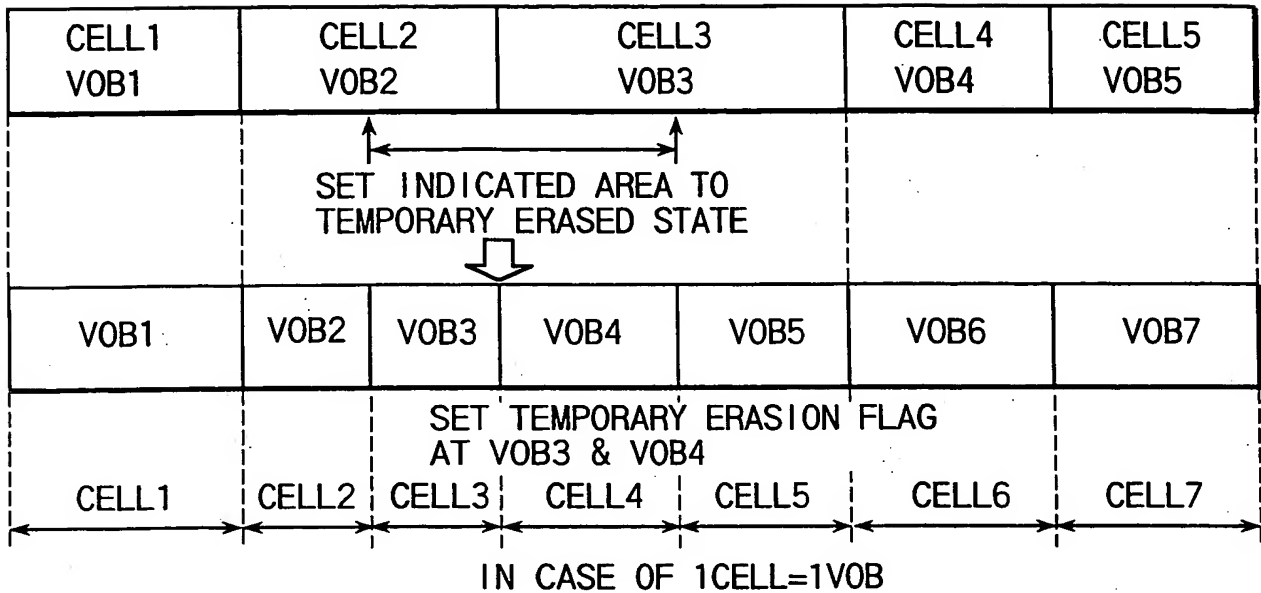 CELL1 CELL2 CELL3 CELL4 CELL5
VOB1 VOB2 VOB3 VOB4 VOB5
SET INDICATED AREA TO
TEMPORARY ERASED STATE
VOB1 VOB2 VOB3 VOB4 VOB5 VOB6 VOB7
SET TEMPORARY ERASION FLAG
AT VOB3 & VOB4
CELL1 CELL2 CELL3 CELL4 CELL5 CELL6 CELL7
IN CASE OF 1CELL=1VOB